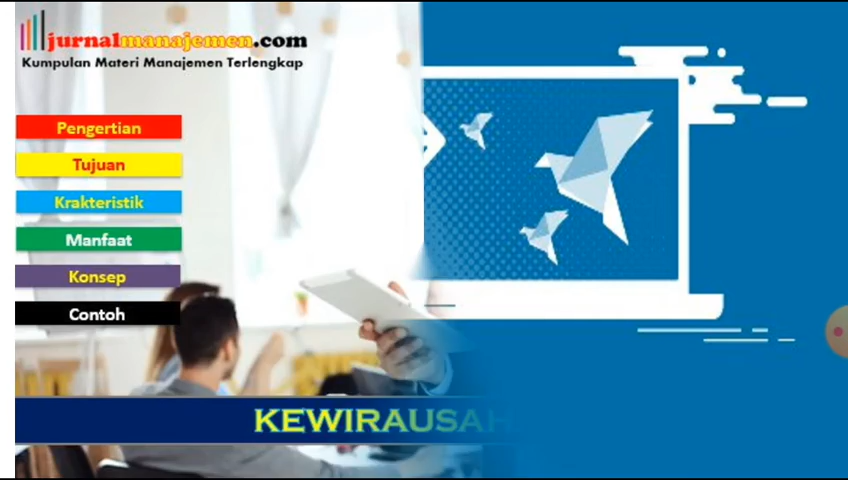 jurnalmanajemen.com
Kumpulan Materi Manajemen Terlengkap
Pengertian
Tujuan
Krakteristik
Manfaat
Konsep
Contoh
KEWIRAUSAH